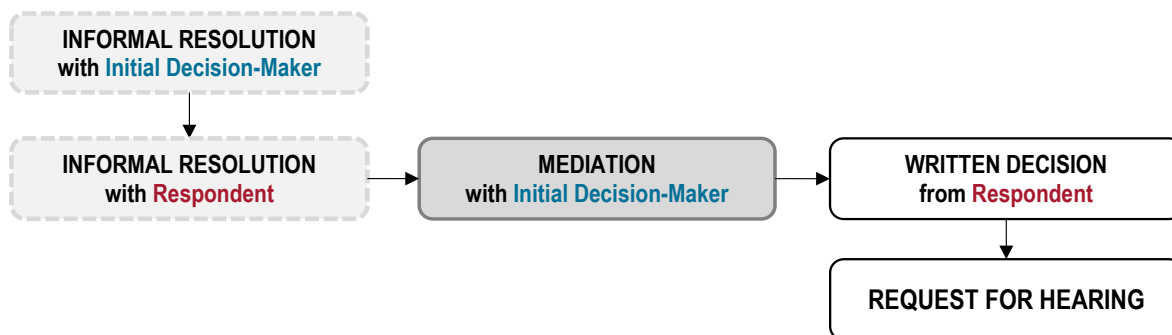 INFORMAL RESOLUTION
with Initial Decision-Maker
INFORMAL RESOLUTION
with Respondent
MEDIATION
with Initial Decision-Maker
WRITTEN DECISION
from Respondent
REQUEST FOR HEARING